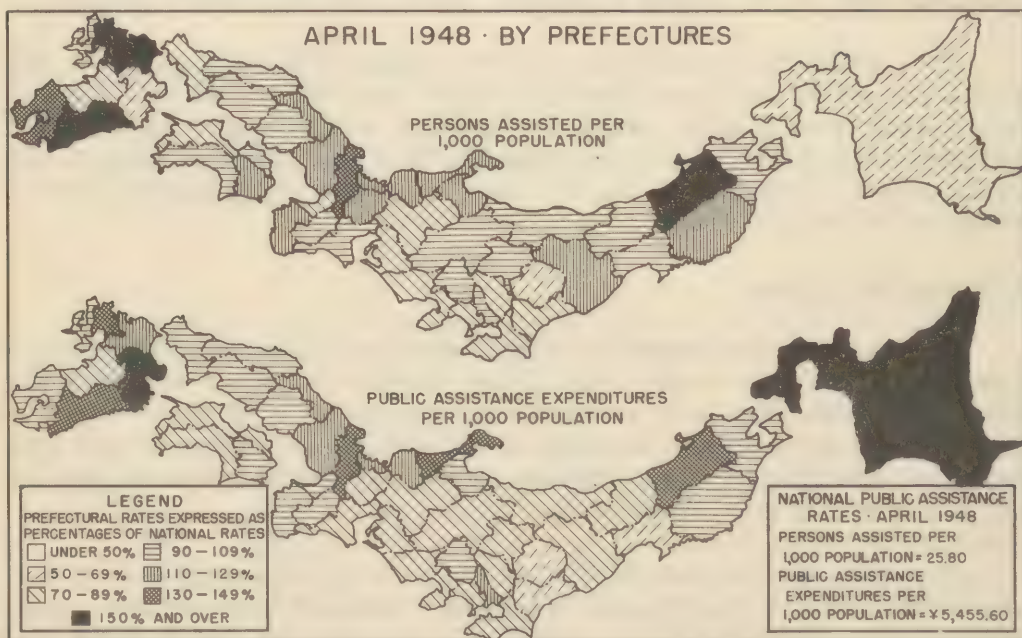 APRIL 1948 · BY PREFECTURES
PERSONS ASSISTED PER
1,000 POPULATION
PUBLIC ASSISTANCE EXPENDITURES
PER 1,000 POPULATION
LEGEND
PREFECTURAL RATES EXPRESSED AS
PERCENTAGES OF NATIONAL RATES
UNDER 50% 90-109%
50-69% 110-129%
70-89% 130-149%
150% AND OVER
NATIONAL PUBLIC ASSISTANCE
RATES · APRIL 1948
PERSONS ASSISTED PER
1,000 POPULATION = 25.80
PUBLIC ASSISTANCE
EXPENDITURES PER
1,000 POPULATION = ¥5,455.60